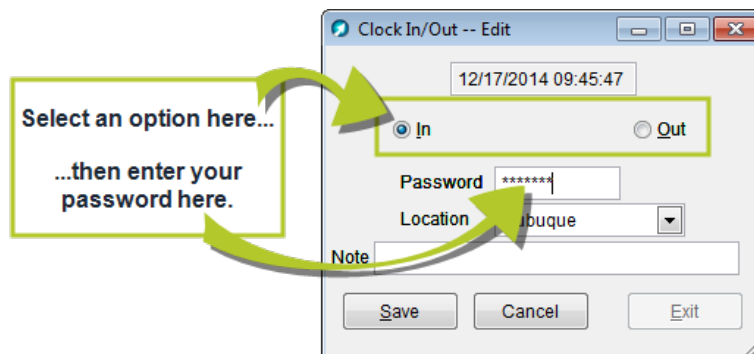 Clock In/Out -- Edit
12/17/2014 09:45:47
Select an option here...
...then enter your
password here.
In
Out
Password *******
Location ubuque
Note
Save
Cancel
Exit